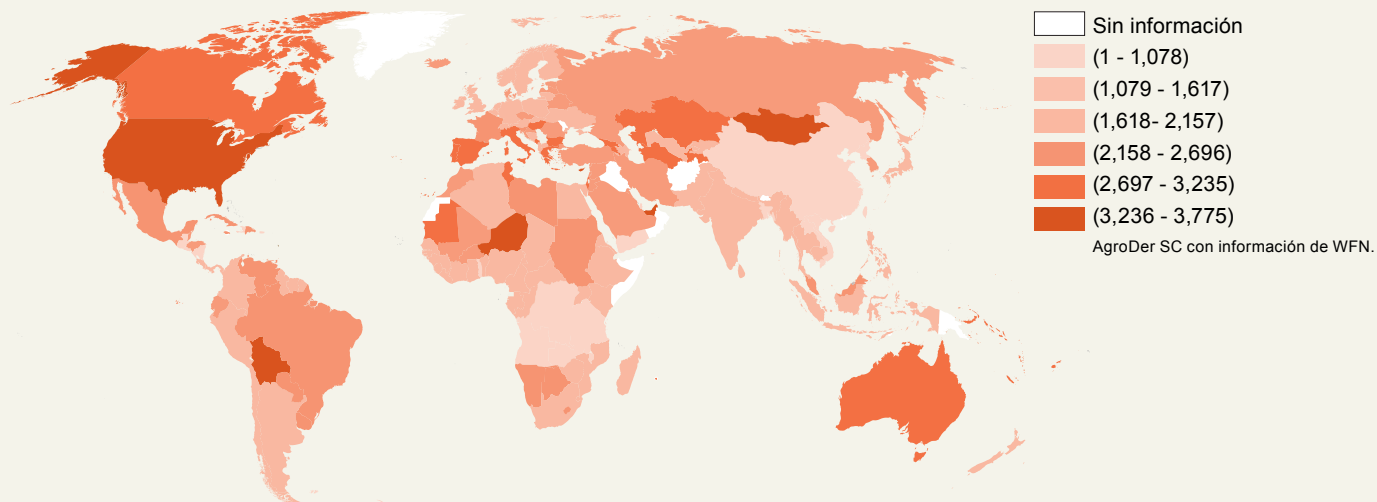 Sin información
(1 - 1,078)
(1,079 - 1,617)
(1,618- 2,157)
(2,158 - 2,696)
(2,697 - 3,235)
(3,236 - 3,775)
AgroDer SC con información de WFN.